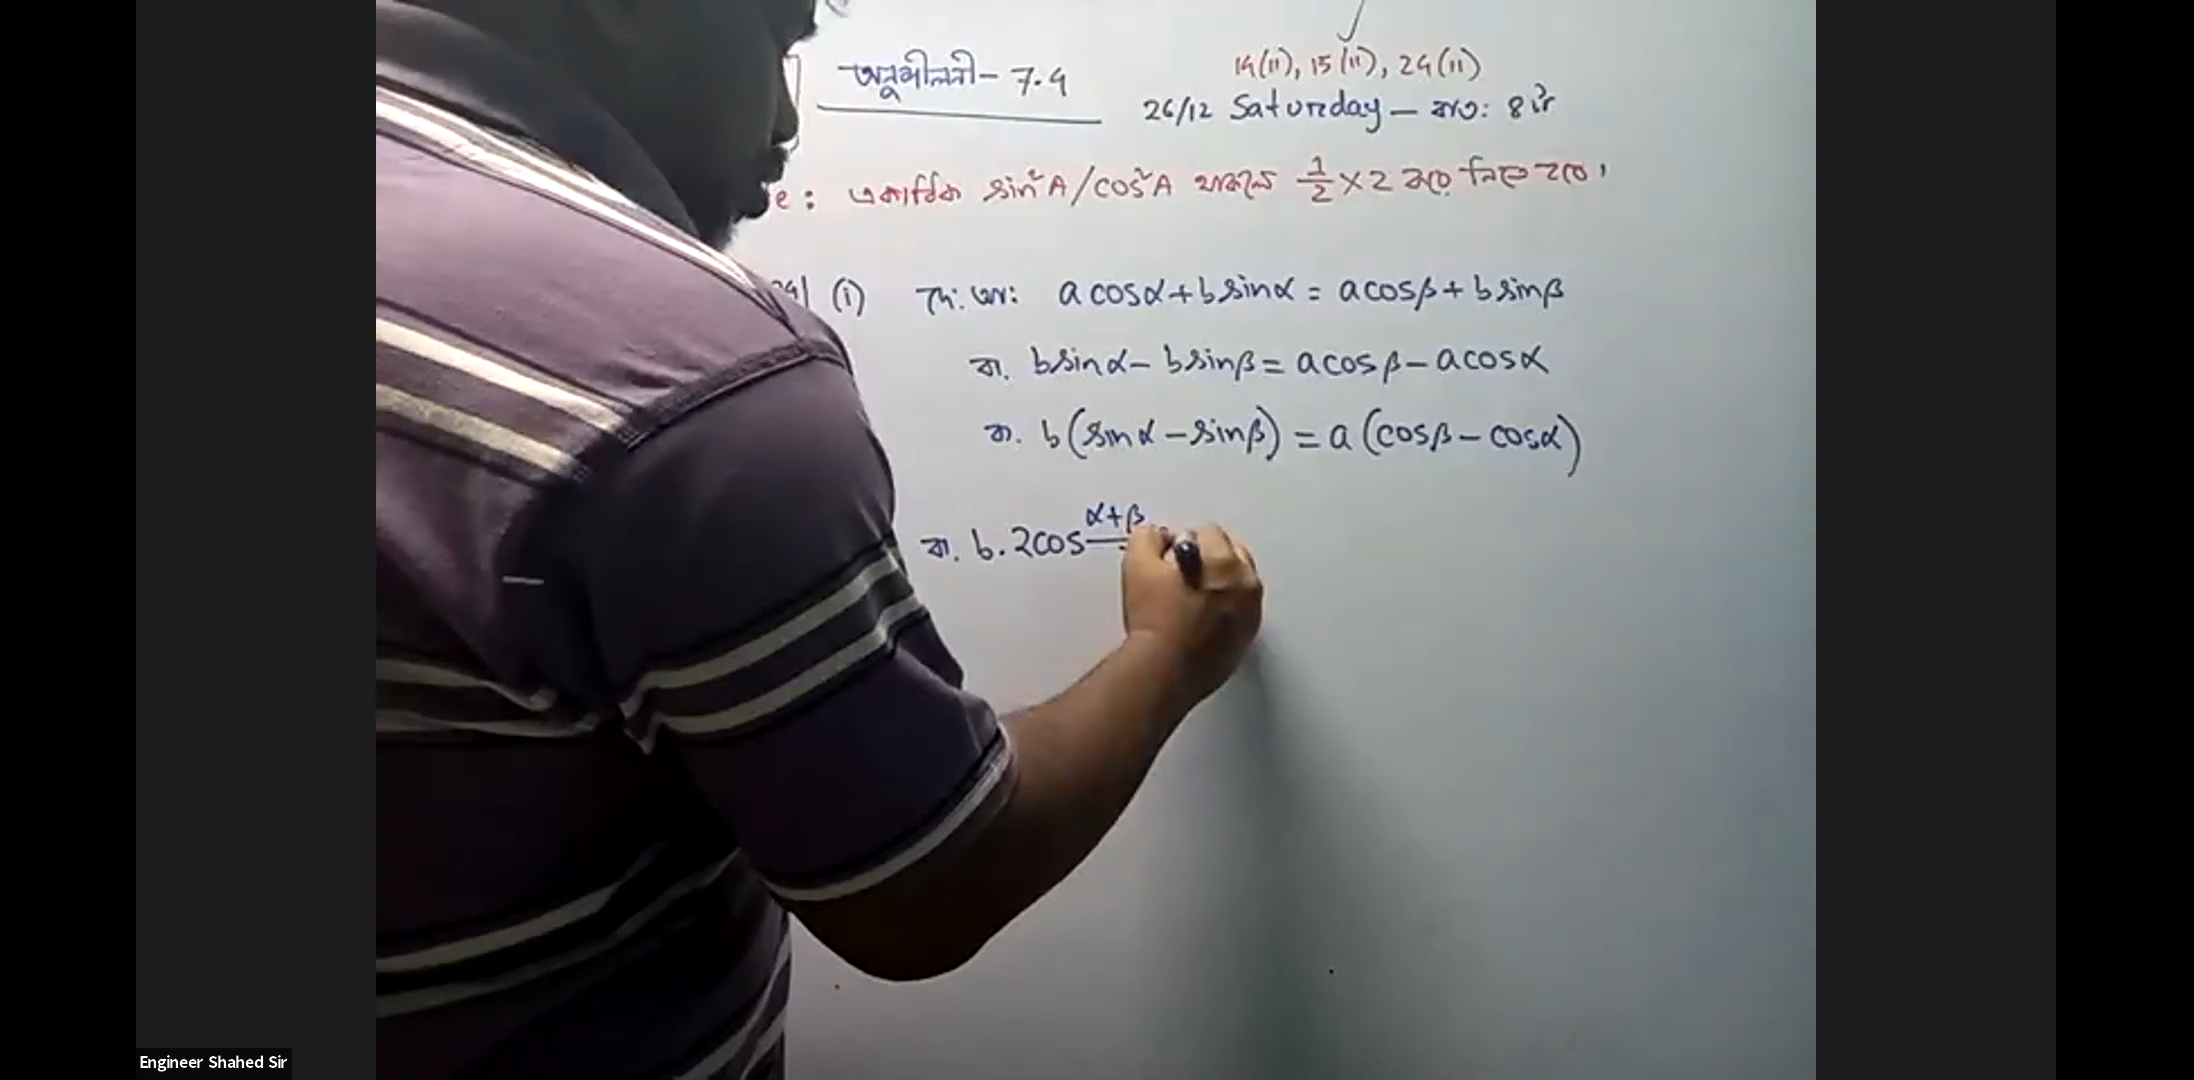 অনুশীলনী - 7.4
14(ii), 15(ii), 24(ii)
26/12 Saturday — রাত: 8 টা
e: একাধিক sin²A/cos²A থাকলে 1/2 × 2 করে নিতে হবে।
(i) দে: আ: a cosα + b sinα = a cosβ + b sinβ
বা. b sinα - b sinβ = a cosβ - a cosα
বা. b(sinα - sinβ) = a(cosβ - cosα)
বা. b. 2cos α+β
Engineer Shahed Sir